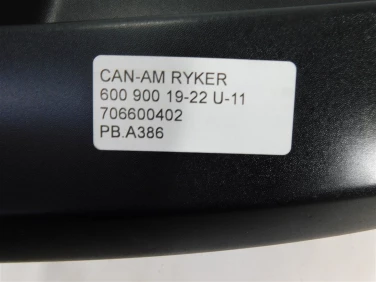 CAN-AM RYKER
600 900 19-22 U-11
706600402
PB.A386